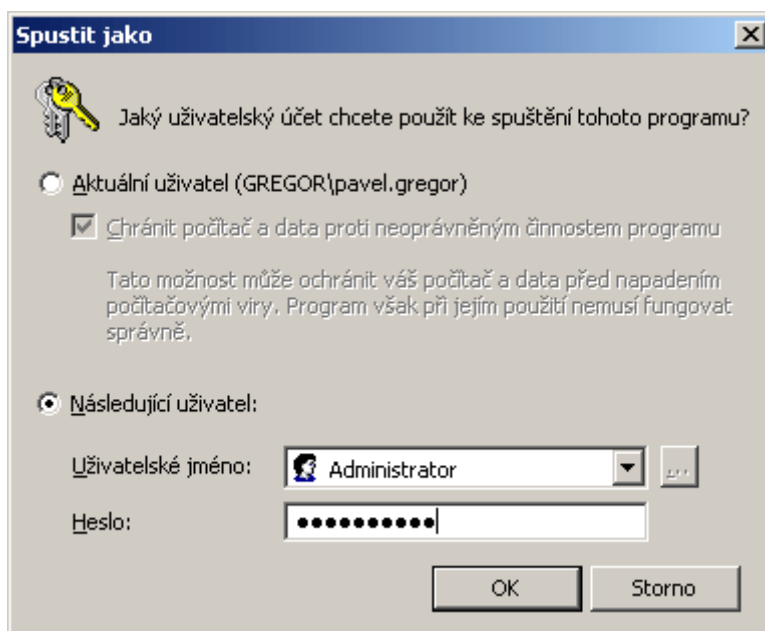 Spustit jako
Jaký uživatelský účet chcete použít ke spuštění tohoto programu?
Aktuální uživatel (GREGOR\pavel.gregor)
Chránit počítač a data proti neoprávněným činnostem programu
Tato možnost může ochránit váš počítač a data před napadením
počítačovými viry. Program však při jejím použití nemusí fungovat
správně.
Následující uživatel:
Uživatelské jméno: Administrator ...
Heslo: ●●●●●●●●●●
OK Storno